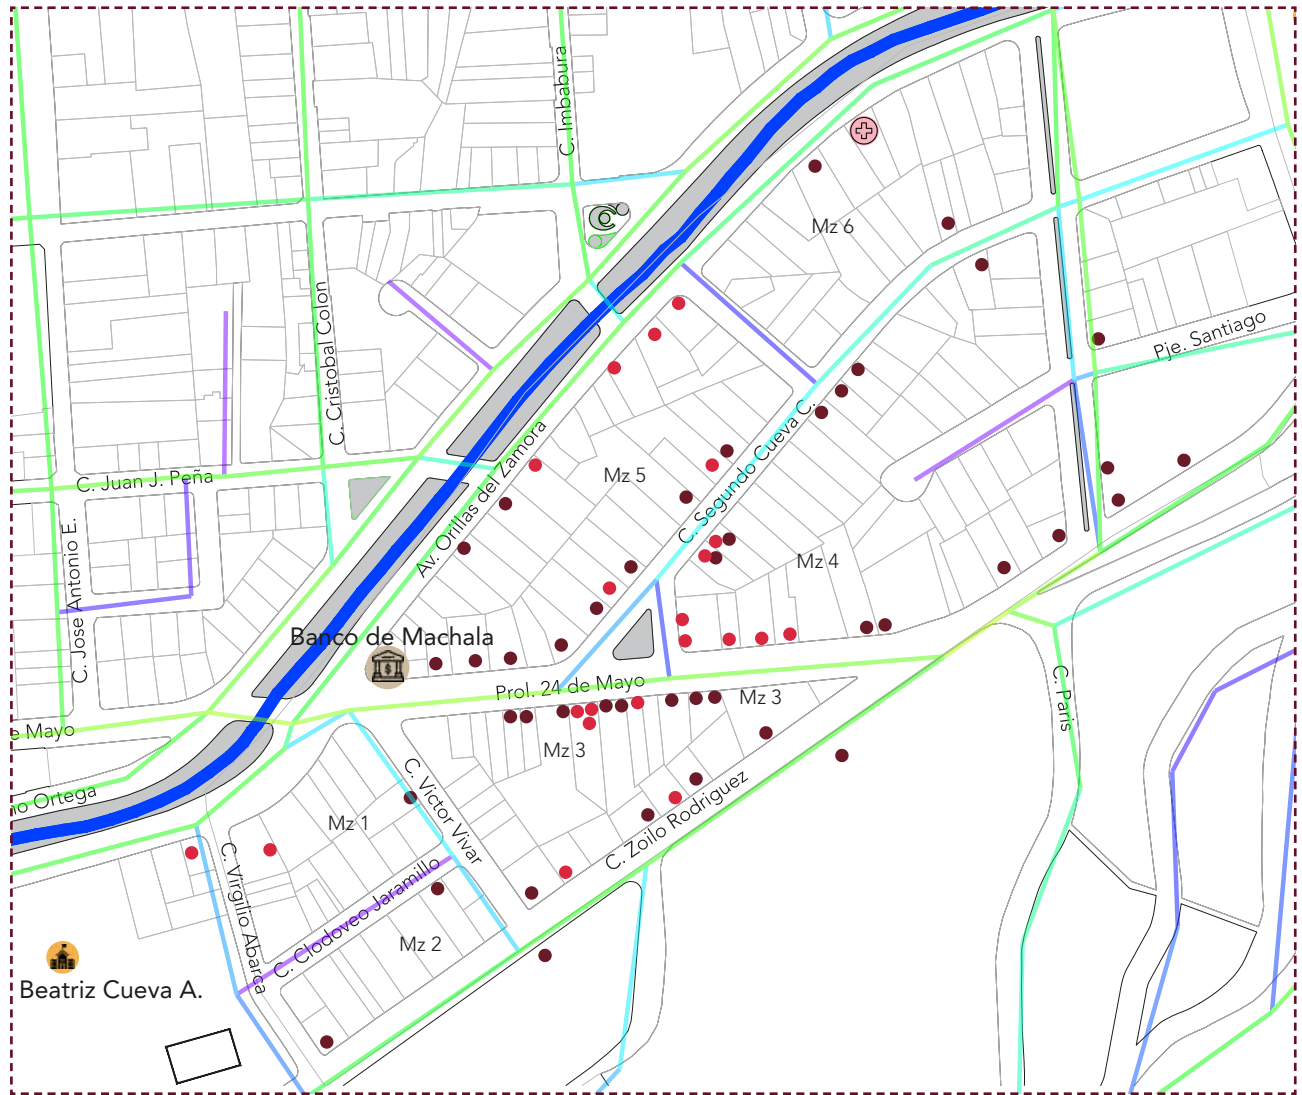 C. Imbabura
Mz 6
C. Cristobal Colon
Pje. Santiago
C. Juan J. Peña
Av. Orillas del Zamora
Mz 5
C. Segundo Cueva C.
Mz 4
C. Jose Antonio E.
Banco de Machala
Prol. 24 de Mayo
C. Paris
Mz 3
e Mayo
Mz 3
C. Victor Vivar
no Ortega
Mz 1
C. Zoilo Rodriguez
C. Virgilio Abarca
C. Clodoveo Jaramillo
Mz 2
Beatriz Cueva A.